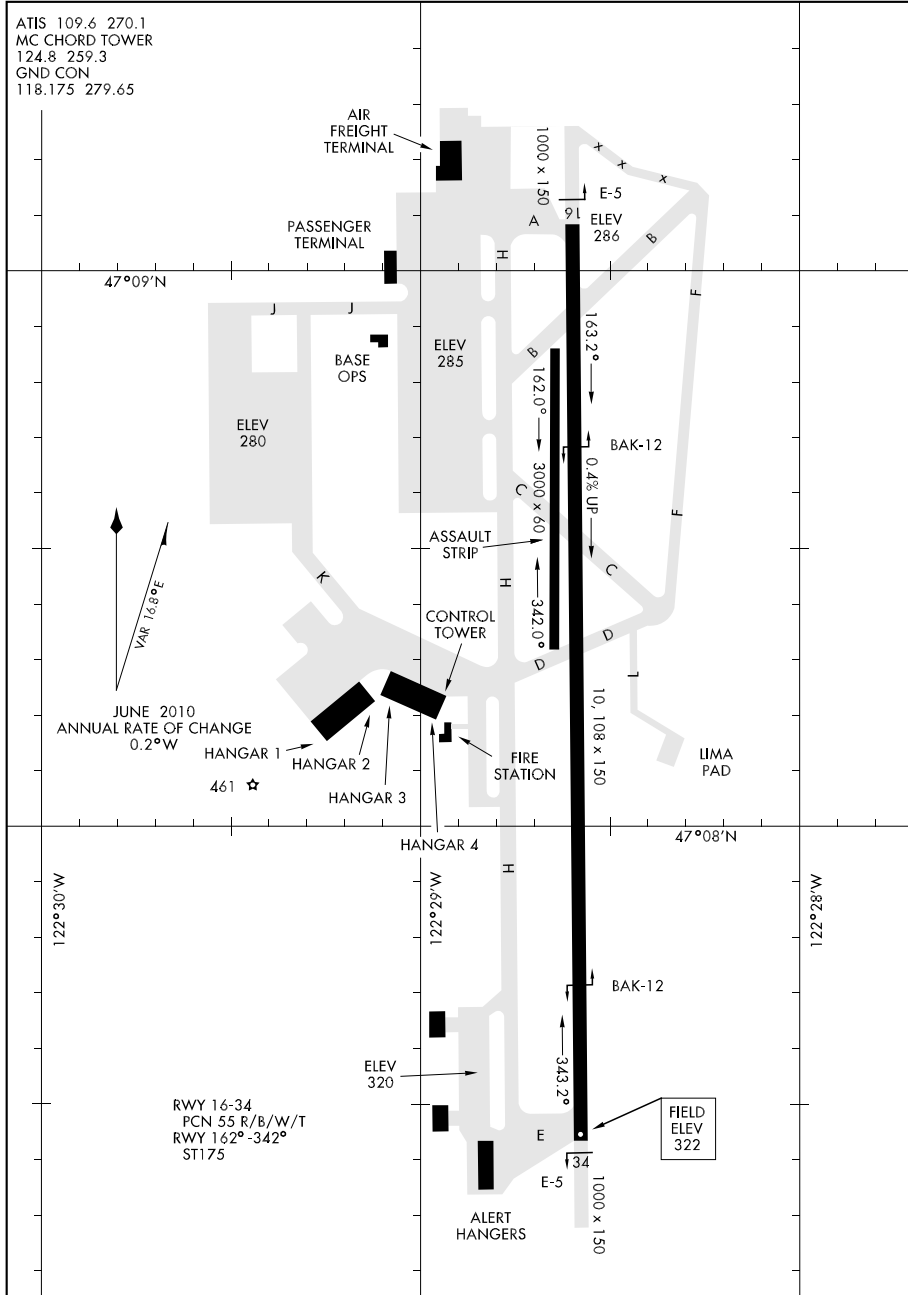 ATIS 109.6 270.1
MC CHORD TOWER
124.8 259.3
GND CON
118.175 279.65
AIR
FREIGHT
TERMINAL
1000 x 150
x
x
x
E-5
16
A
ELEV
286
B
PASSENGER
TERMINAL
H
47°09'N
F
J
J
163.2°
BASE
OPS
ELEV
285
B
162.0°
ELEV
280
BAK-12
0.4% UP
3000 x 60
C
F
ASSAULT
STRIP
C
K
H
342.0°
VAR 16.8°E
CONTROL
TOWER
D
D
L
JUNE 2010
ANNUAL RATE OF CHANGE
0.2°W
10, 108 x 150
HANGAR 1
HANGAR 2
FIRE
STATION
LIMA
PAD
461
HANGAR 3
HANGAR 4
47°08'N
H
122°30'W
122°29'W
122°28'W
BAK-12
ELEV
320
343.2°
RWY 16-34
PCN 55 R/B/W/T
RWY 162°-342°
ST175
FIELD
ELEV
322
E
34
E-5
1000 x 150
ALERT
HANGERS